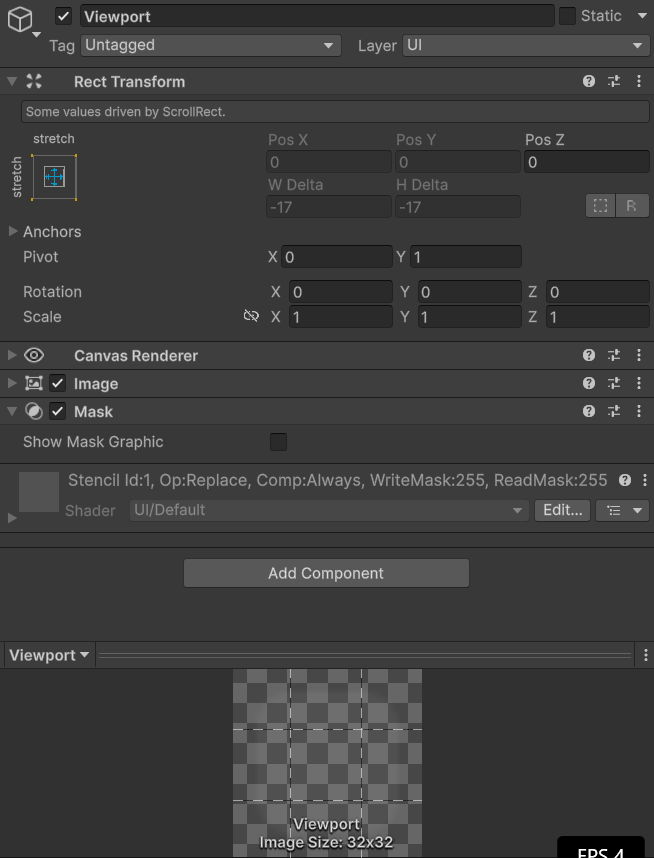 Viewport Static
Tag Untagged Layer UI
Rect Transform
Some values driven by ScrollRect.
stretch
stretch
Pos X Pos Y Pos Z
0 0 0
W Delta H Delta
-17 -17 R
Anchors
Pivot X 0 Y 1
Rotation X 0 Y 0 Z 0
Scale X 1 Y 1 Z 1
Canvas Renderer
Image
Mask
Show Mask Graphic
Stencil Id:1, Op:Replace, Comp:Always, WriteMask:255, ReadMask:255
Shader UI/Default Edit...
Add Component
Viewport
Viewport
Image Size: 32x32
FPS 4